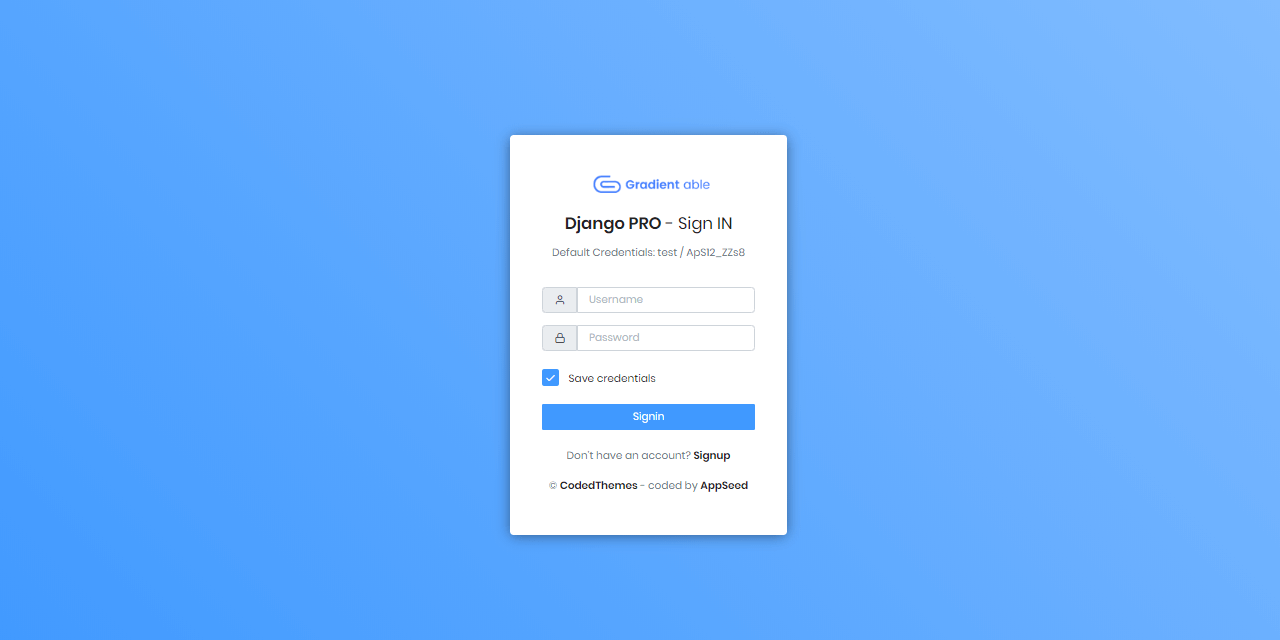 Gradient able
Django PRO - Sign IN
Default Credentials: test / ApS12_ZZs8
Username
Password
Save credentials
Signin
Don't have an account? Signup
© CodedThemes - coded by AppSeed